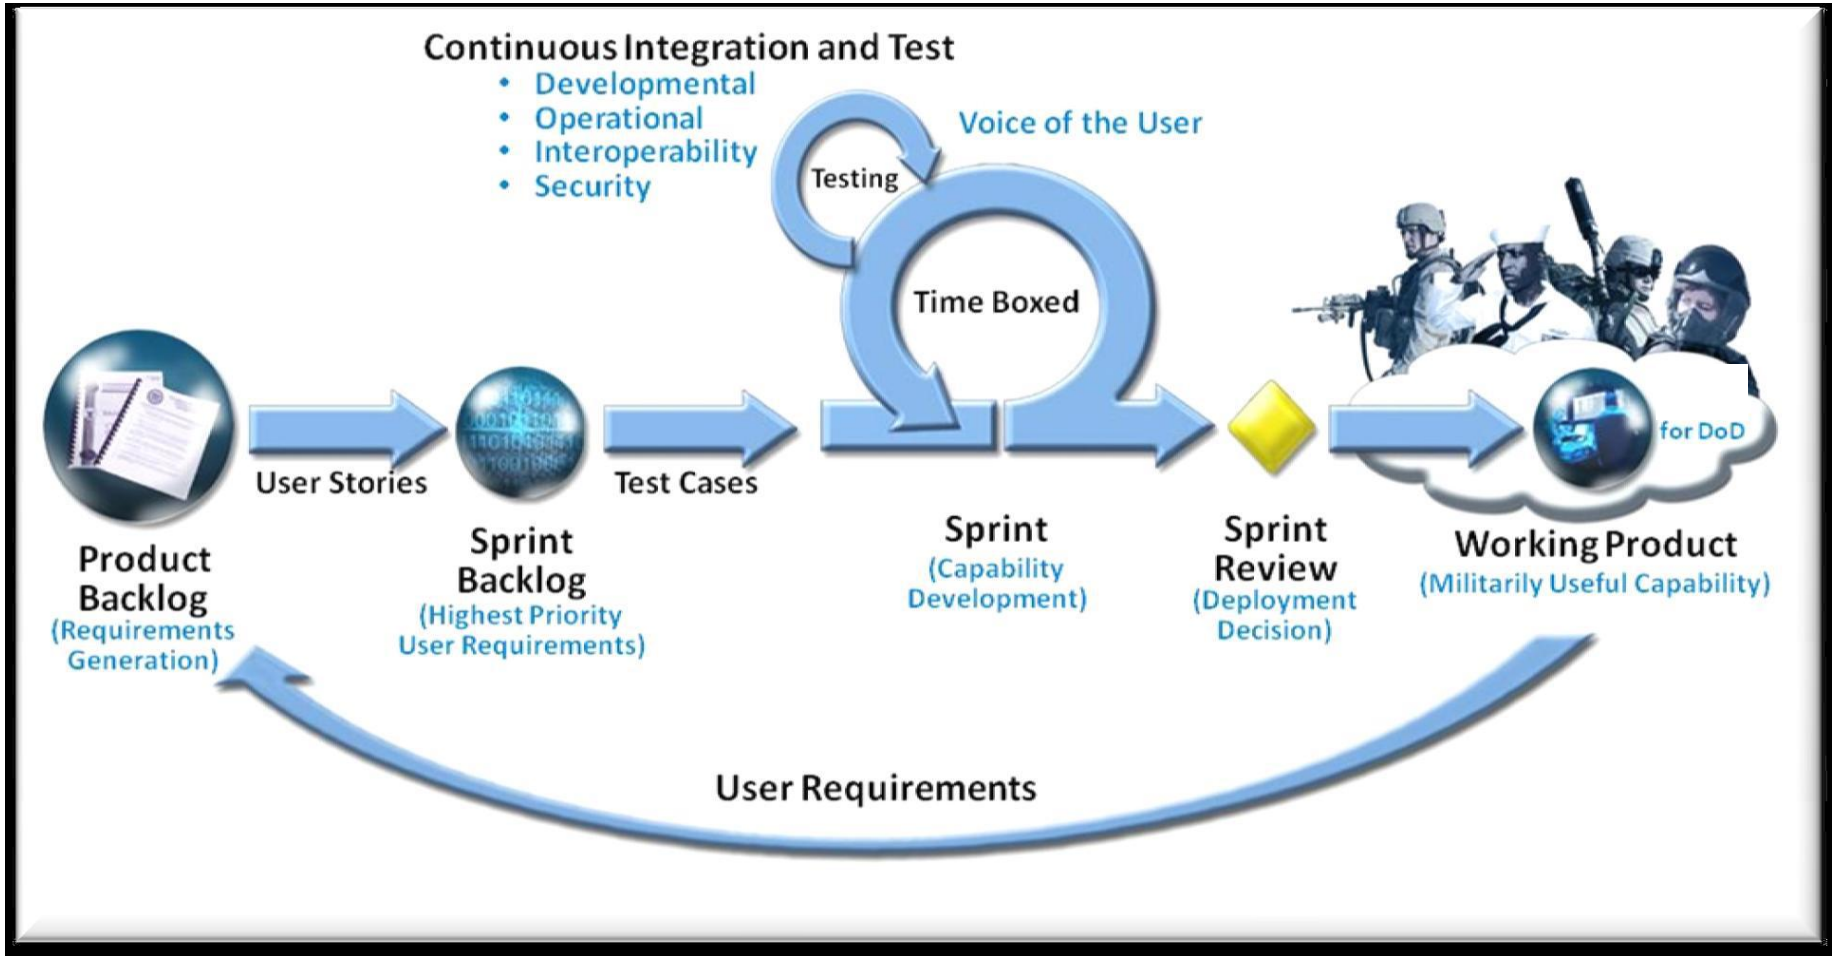 Continuous Integration and Test
• Developmental
• Operational
• Interoperability
• Security
Voice of the User
Testing
Time Boxed
User Stories
Test Cases
for DoD
Product
Backlog
(Requirements
Generation)
Sprint
Backlog
(Highest Priority
User Requirements)
Sprint
(Capability
Development)
Sprint
Review
(Deployment
Decision)
Working Product
(Militarily Useful Capability)
User Requirements